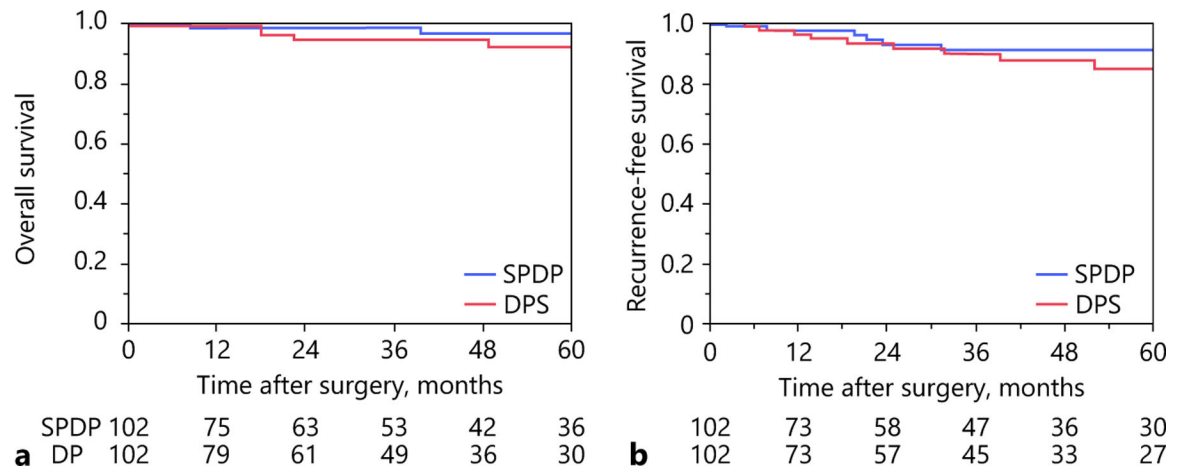 Overall survival
1.0
0.8
0.6
0.4
0.2
0
SPDP
DPS
0 12 24 36 48 60
Time after surgery, months
SPDP 102 75 63 53 42 36
a DP 102 79 61 49 36 30
Recurrence-free survival
1.0
0.8
0.6
0.4
0.2
0
SPDP
DPS
0 12 24 36 48 60
Time after surgery, months
102 73 58 47 36 30
b 102 73 57 45 33 27